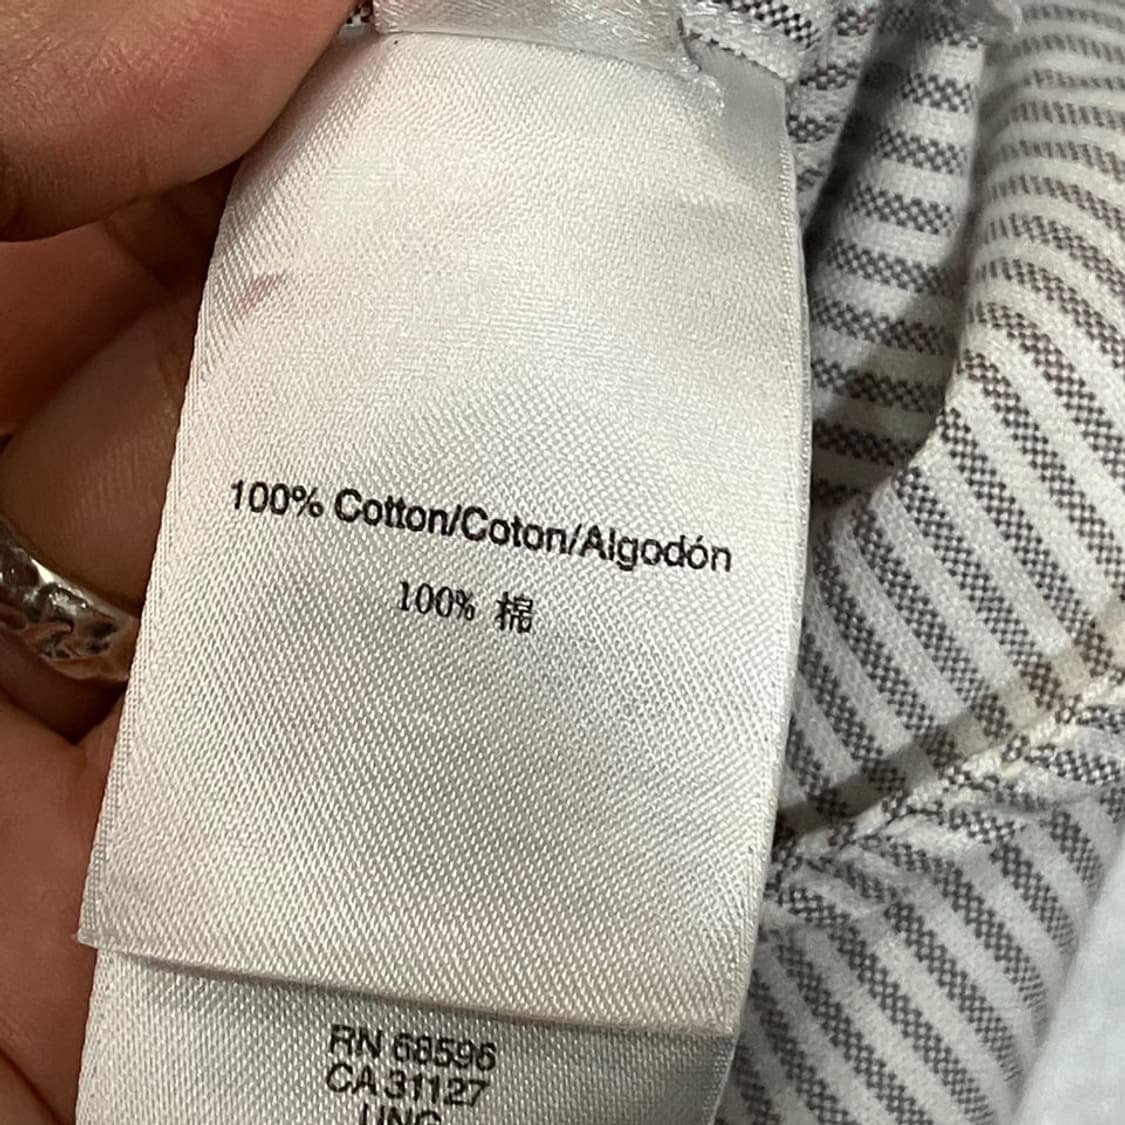 100% Cotton/Coton/Algodón
100% 棉
RN 68596
CA 31127